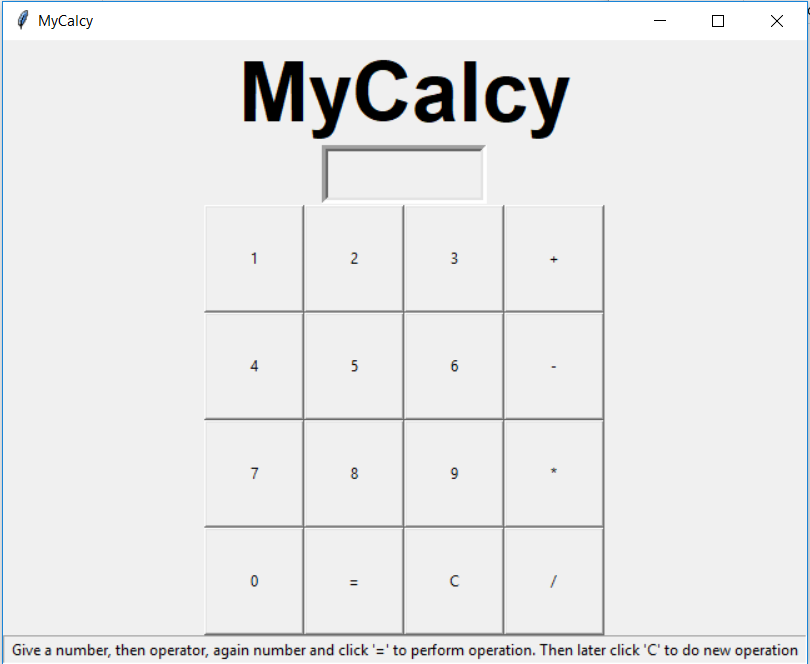 MyCalcy
MyCalcy
1 2 3 +
4 5 6 -
7 8 9 *
0 = C /
Give a number, then operator, again number and click '=' to perform operation. Then later click 'C' to do new operation